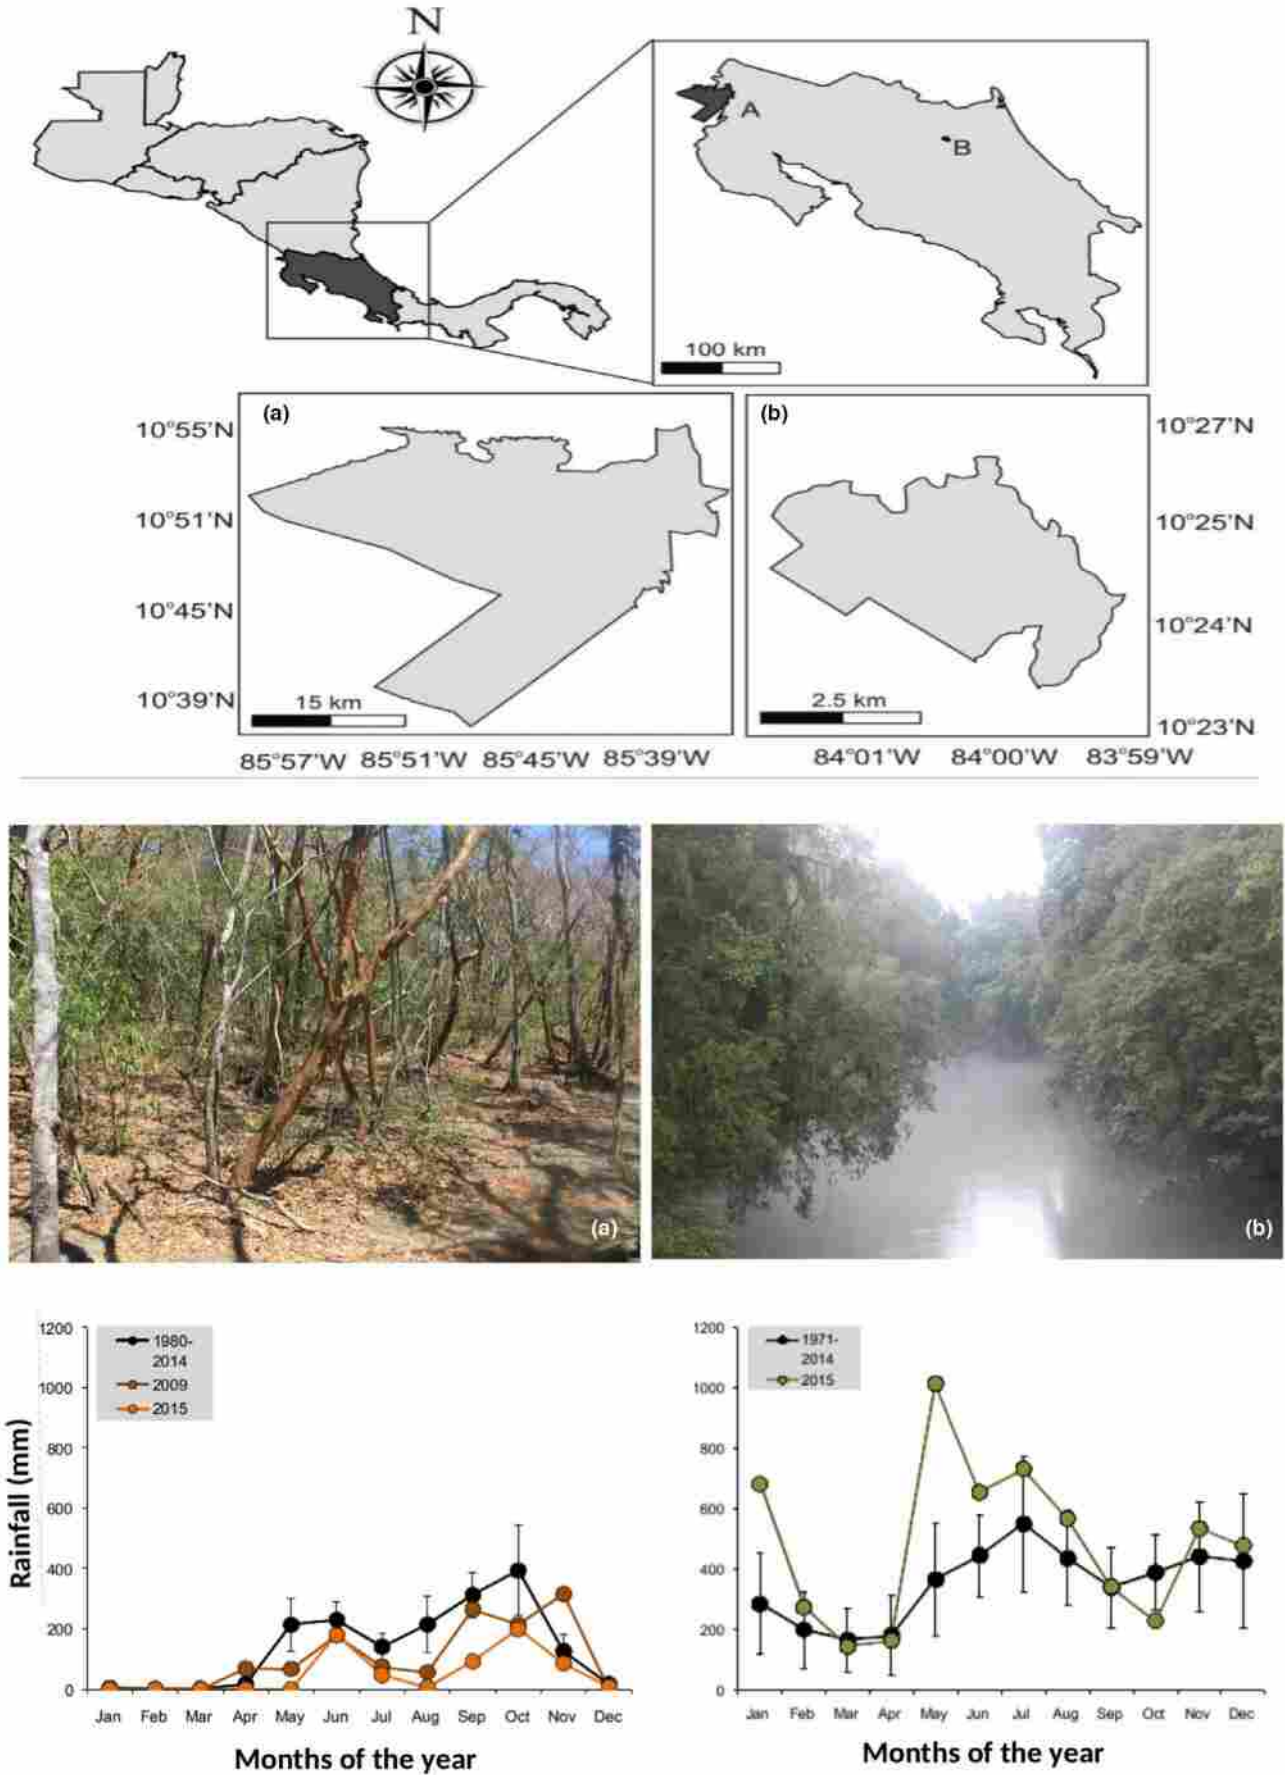 N
A
B
100 km
(a)
(b)
10°55'N
10°51'N
10°45'N
10°39'N
10°27'N
10°25'N
10°24'N
10°23'N
15 km
2.5 km
85°57'W 85°51'W 85°45'W 85°39'W
84°01'W 84°00'W 83°59'W
(a)
(b)
Rainfall (mm)
1200
1000
800
600
400
200
0
1980-
2014
2009
2015
Jan Feb Mar Apr May Jun Jul Aug Sep Oct Nov Dec
Months of the year
1200
1000
800
600
400
200
0
1971-
2014
2015
Jan Feb Mar Apr May Jun Jul Aug Sep Oct Nov Dec
Months of the year